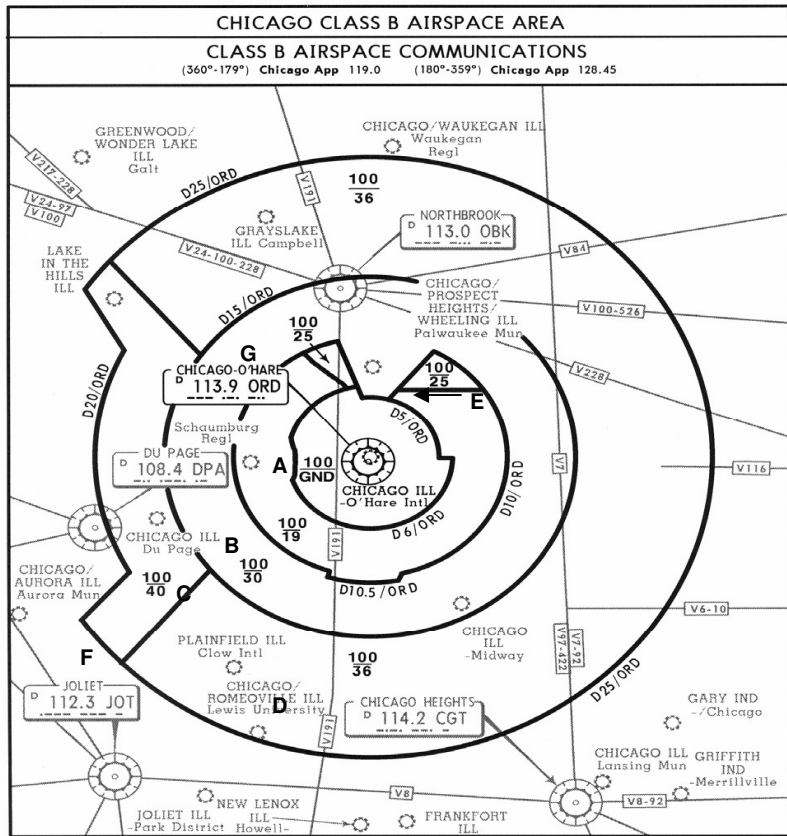 CHICAGO CLASS B AIRSPACE AREA
CLASS B AIRSPACE COMMUNICATIONS
(360°-179°) Chicago App 119.0 (180°-359°) Chicago App 128.45
GREENWOOD/
WONDER LAKE
ILL
Galt
CHICAGO/WAUKEGAN ILL
Waukegan
Regl
V217-228
V24-97
V100
D25/ORD
V191
100
36
GRAYSLAKE
ILL Campbell
NORTHBROOK
D 113.0 OBK
V24-100-228
V84
LAKE
IN THE
HILLS
ILL
D15/ORD
CHICAGO/
PROSPECT
HEIGHTS/
WHEELING ILL
Palwaukee Mun
V100-526
100
25
G
CHICAGO-O'HARE
D 113.9 ORD
100
25
E
V228
D20/ORD
D5/ORD
Schaumburg
Regl
DU PAGE
D 108.4 DPA
A
100
GND
CHICAGO ILL
-O'Hare Intl
V7
V116
D10/ORD
100
19
D6/ORD
CHICAGO ILL
Du Page
B
V191
100
30
D10.5/ORD
CHICAGO/
AURORA ILL
Aurora Mun
100
40
C
V6-10
CHICAGO
ILL
-Midway
V97-422
V7-92
PLAINFIELD ILL
Clow Intl
100
36
F
D25/ORD
JOLIET
D 112.3 JOT
CHICAGO/
ROMEOVILLE ILL
Lewis University
D
CHICAGO HEIGHTS
D 114.2 CGT
GARY IND
-/Chicago
V191
CHICAGO ILL
Lansing Mun
GRIFFITH
IND
-Merrillville
V8
V8-92
JOLIET ILL
-Park District
NEW LENOX
ILL
Howell-
FRANKFORT
ILL